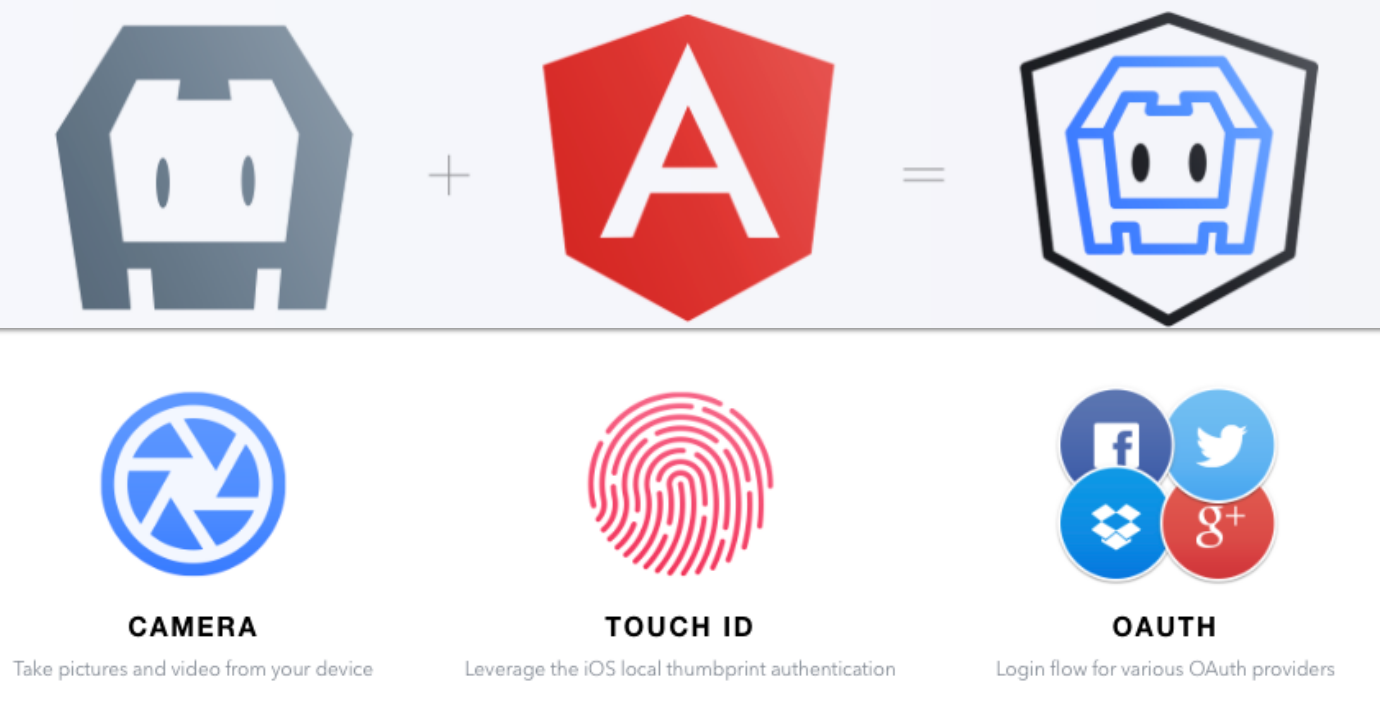 A
f
g+
CAMERA
TOUCH ID
OAUTH
Take pictures and video from your device
Leverage the iOS local thumbprint authentication
Login flow for various OAuth providers